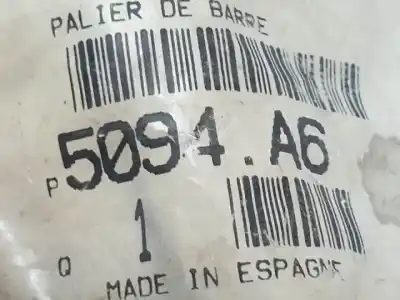 PALIER DE BARRE
P 5094.A6
Q 1
MADE IN ESPAGNE